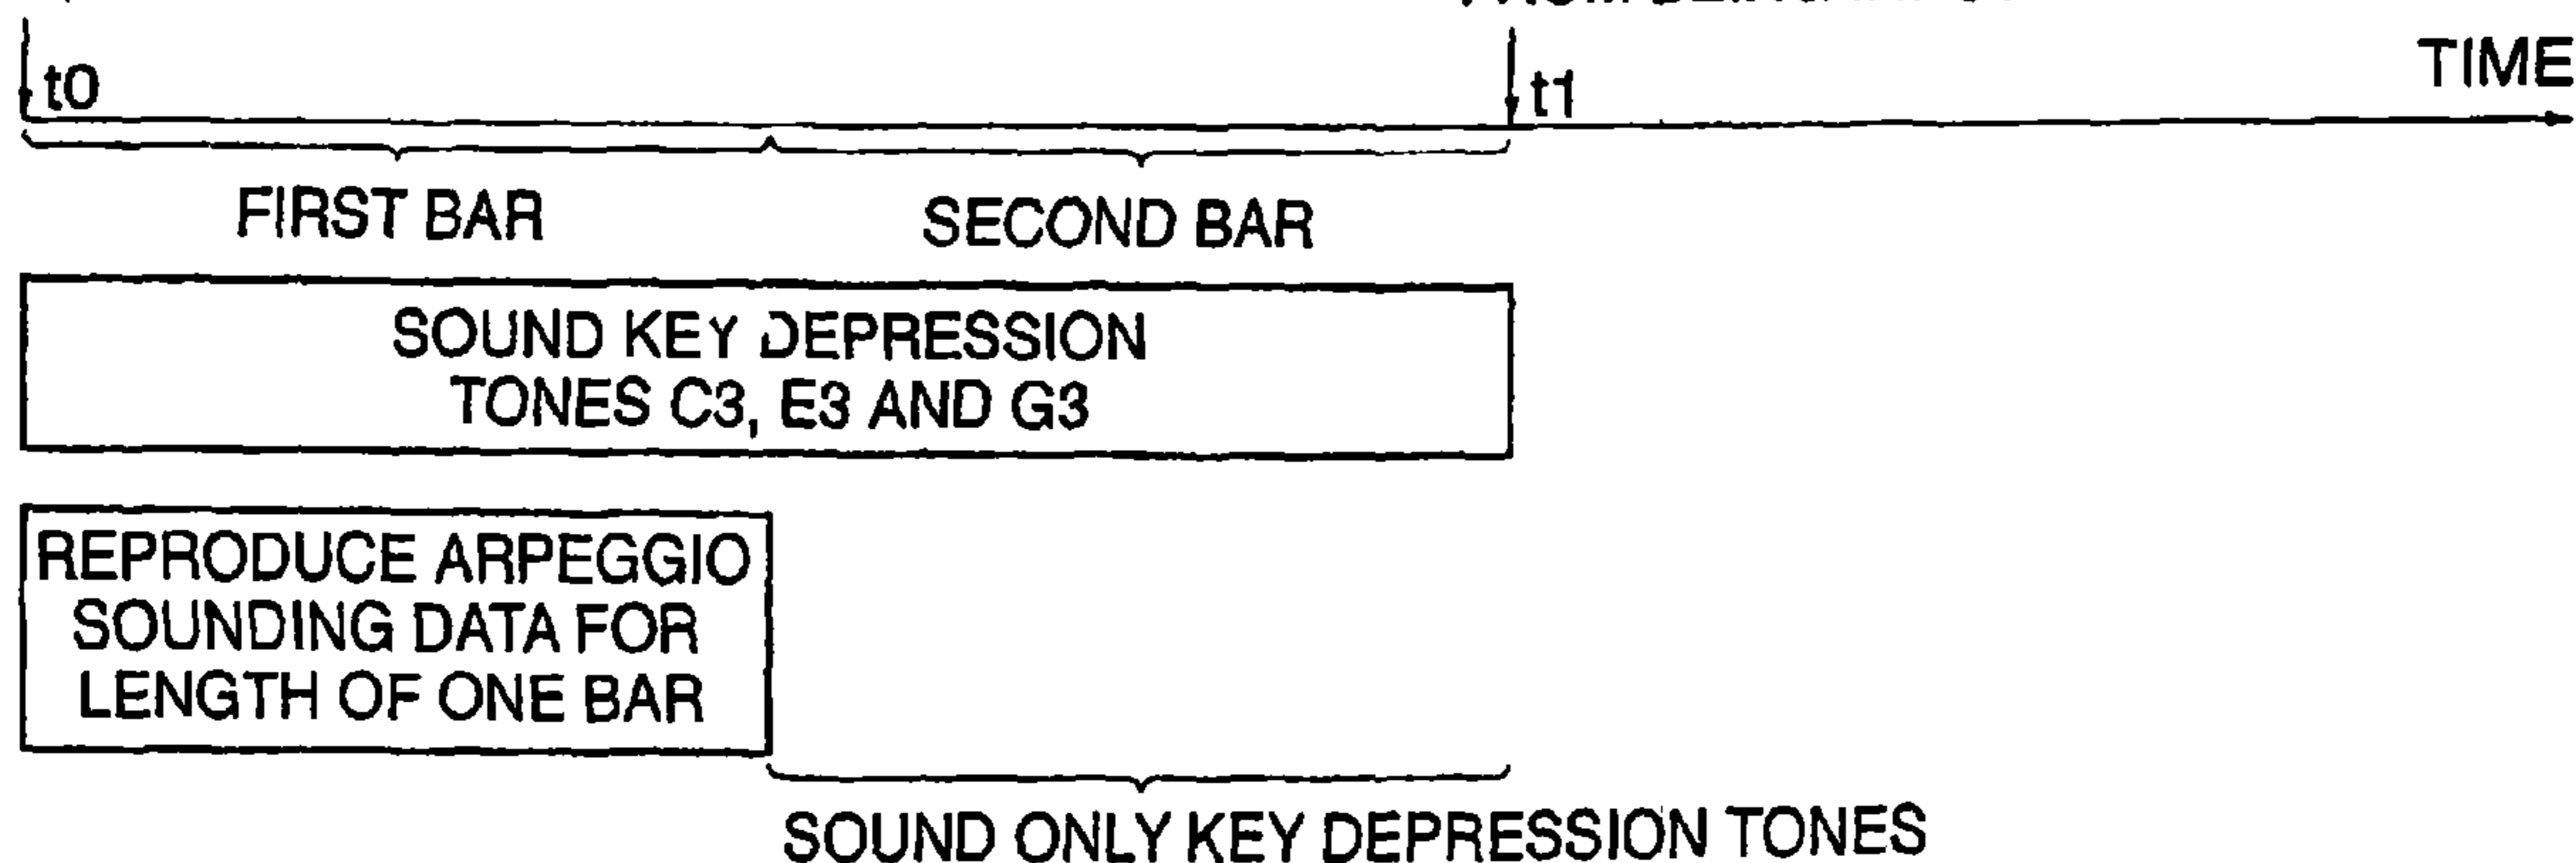 t0
t1
TIME
FIRST BAR
SECOND BAR
SOUND KEY DEPRESSION
TONES C3, E3 AND G3
REPRODUCE ARPEGGIO
SOUNDING DATA FOR
LENGTH OF ONE BAR
SOUND ONLY KEY DEPRESSION TONES